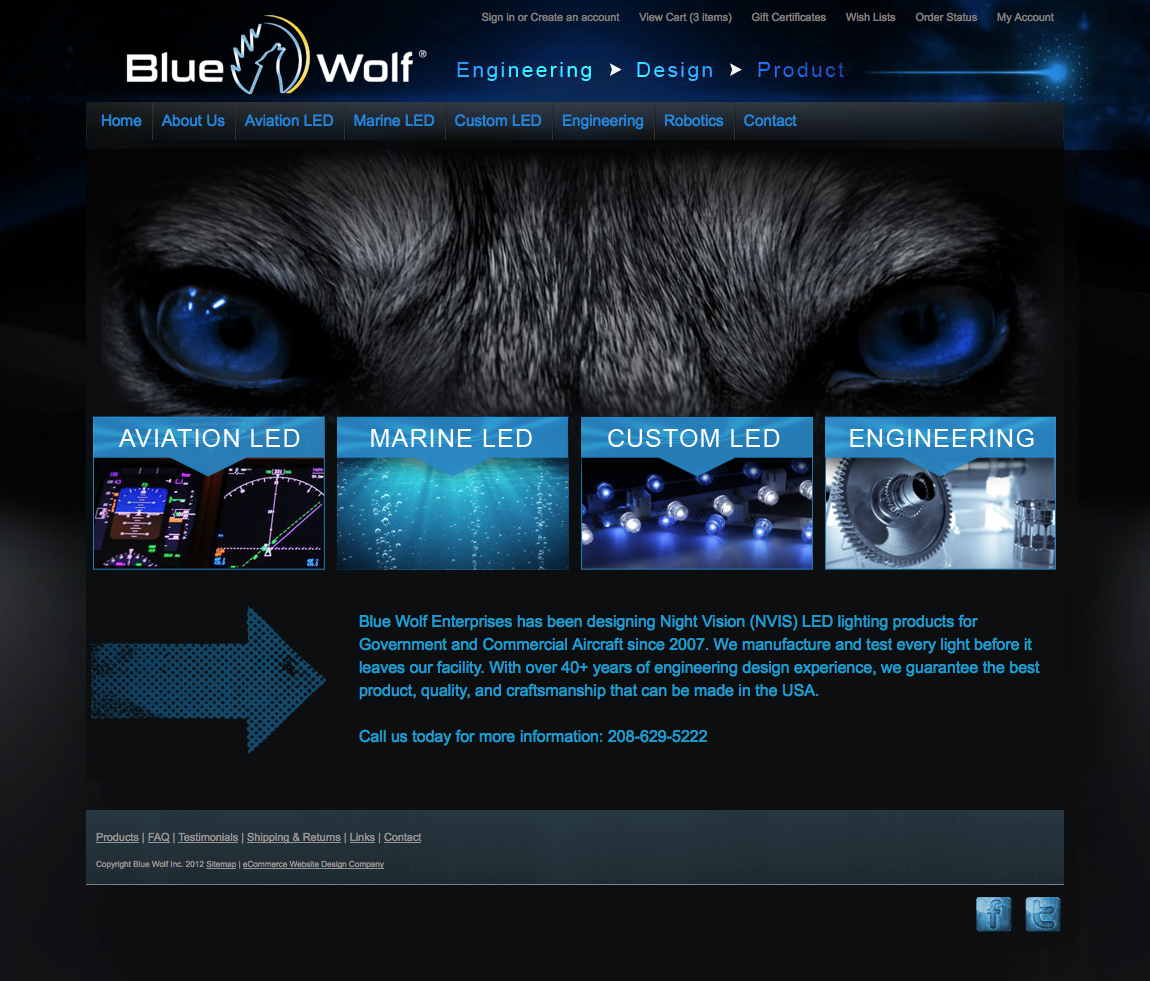 Sign in or Create an account View Cart (3 items) Gift Certificates Wish Lists Order Status My Account
Blue Wolf ®
Engineering Design Product
Home About Us Aviation LED Marine LED Custom LED Engineering Robotics Contact
AVIATION LED MARINE LED CUSTOM LED ENGINEERING
Blue Wolf Enterprises has been designing Night Vision (NVIS) LED lighting products for
Government and Commercial Aircraft since 2007. We manufacture and test every light before it
leaves our facility. With over 40+ years of engineering design experience, we guarantee the best
product, quality, and craftsmanship that can be made in the USA.
Call us today for more information: 208-629-5222
Products | FAQ | Testimonials | Shipping & Returns | Links | Contact
Copyright Blue Wolf Inc. 2012 Sitemap | eCommerce Website Design Company
f t